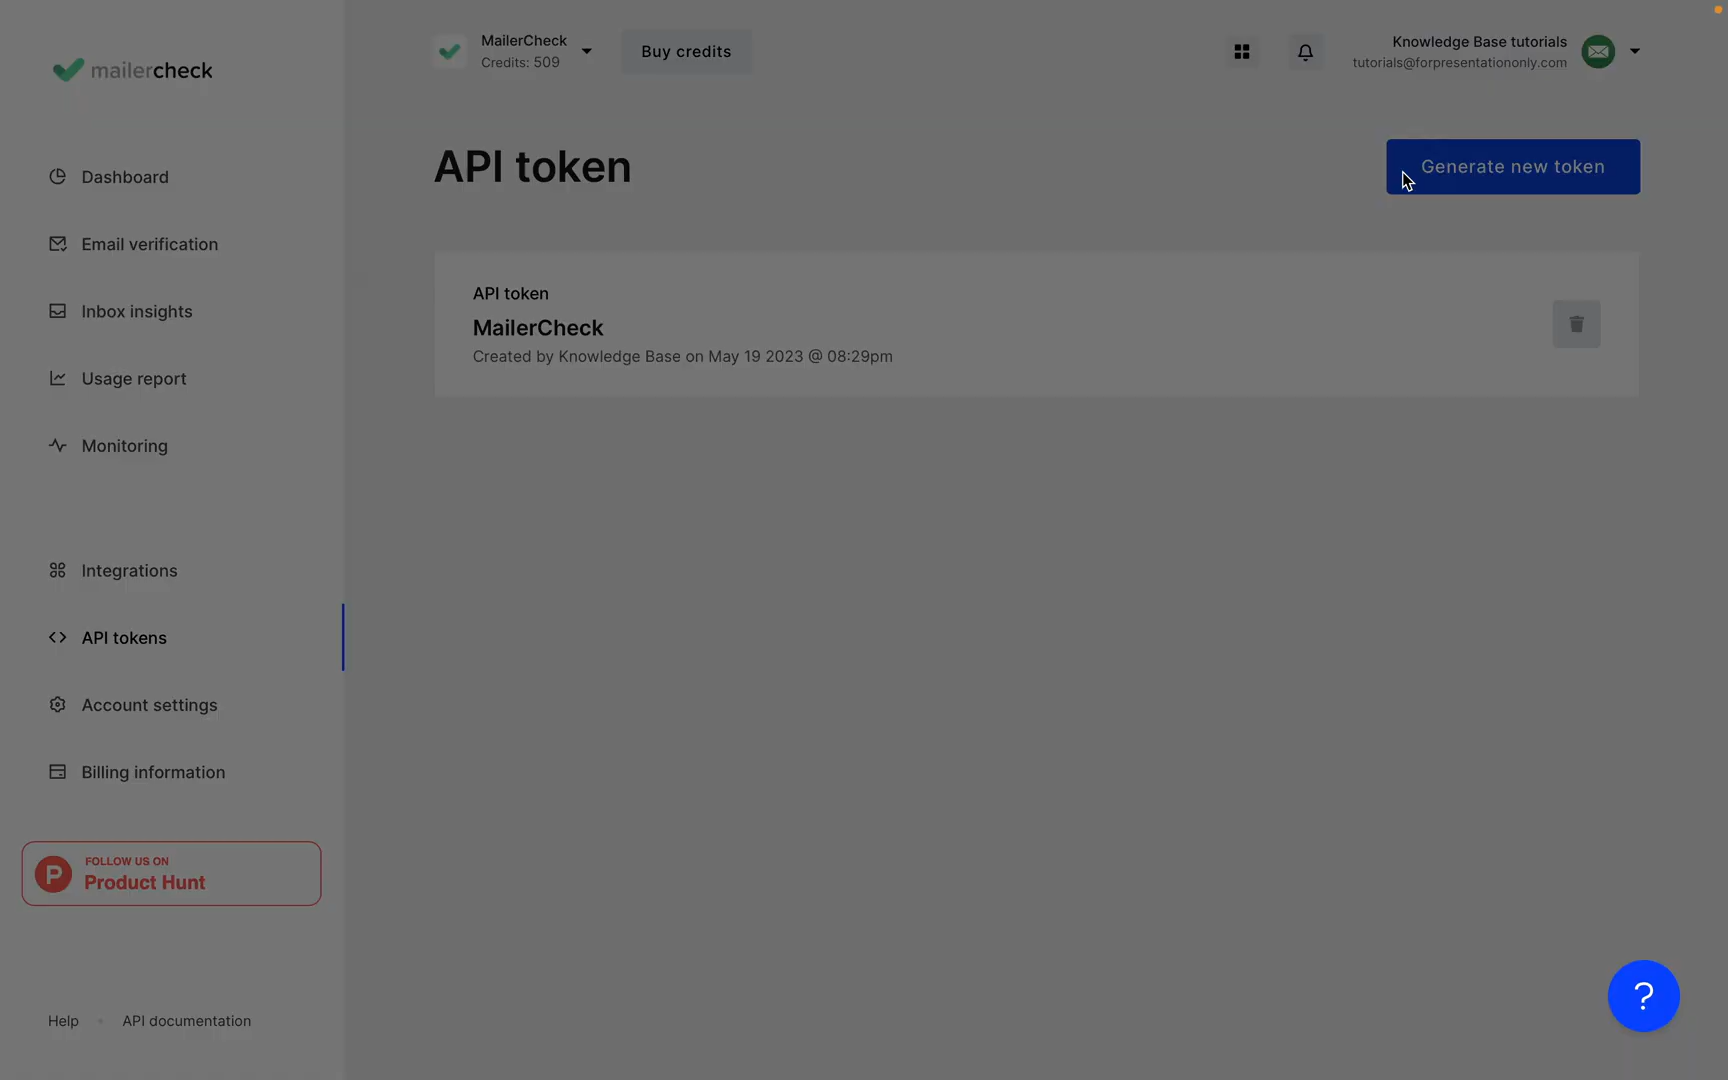 mailercheck
MailerCheck
Credits: 509
Buy credits
Knowledge Base tutorials
tutorials@forpresentationonly.com
Dashboard
Email verification
Inbox insights
Usage report
Monitoring
Integrations
API tokens
Account settings
Billing information
P
FOLLOW US ON
Product Hunt
Help
API documentation
API token
Generate new token
API token
MailerCheck
Created by Knowledge Base on May 19 2023 @ 08:29pm
?